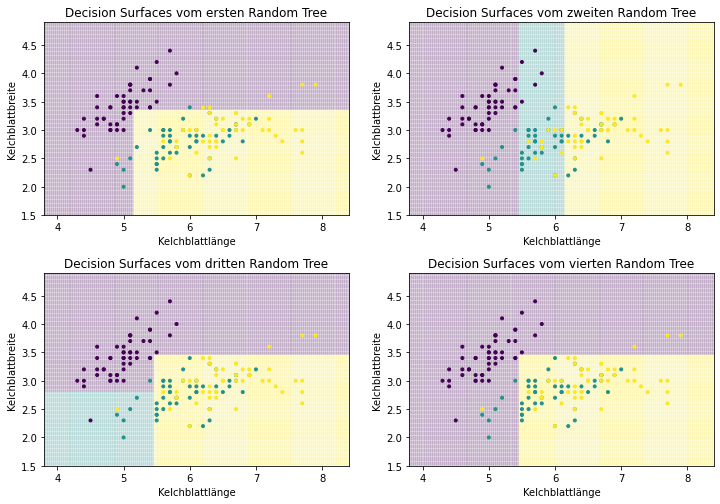 Decision Surfaces vom ersten Random Tree
Kelchblattbreite
4.5
4.0
3.5
3.0
2.5
2.0
1.5
4 5 6 7 8
Kelchblattlänge
Decision Surfaces vom zweiten Random Tree
Kelchblattbreite
4.5
4.0
3.5
3.0
2.5
2.0
1.5
4 5 6 7 8
Kelchblattlänge
Decision Surfaces vom dritten Random Tree
Kelchblattbreite
4.5
4.0
3.5
3.0
2.5
2.0
1.5
4 5 6 7 8
Kelchblattlänge
Decision Surfaces vom vierten Random Tree
Kelchblattbreite
4.5
4.0
3.5
3.0
2.5
2.0
1.5
4 5 6 7 8
Kelchblattlänge